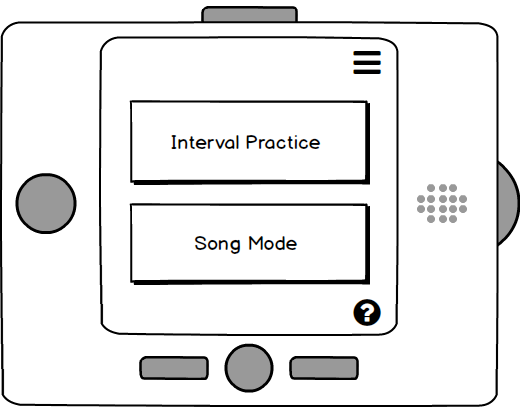 Interval Practice
Song Mode
?